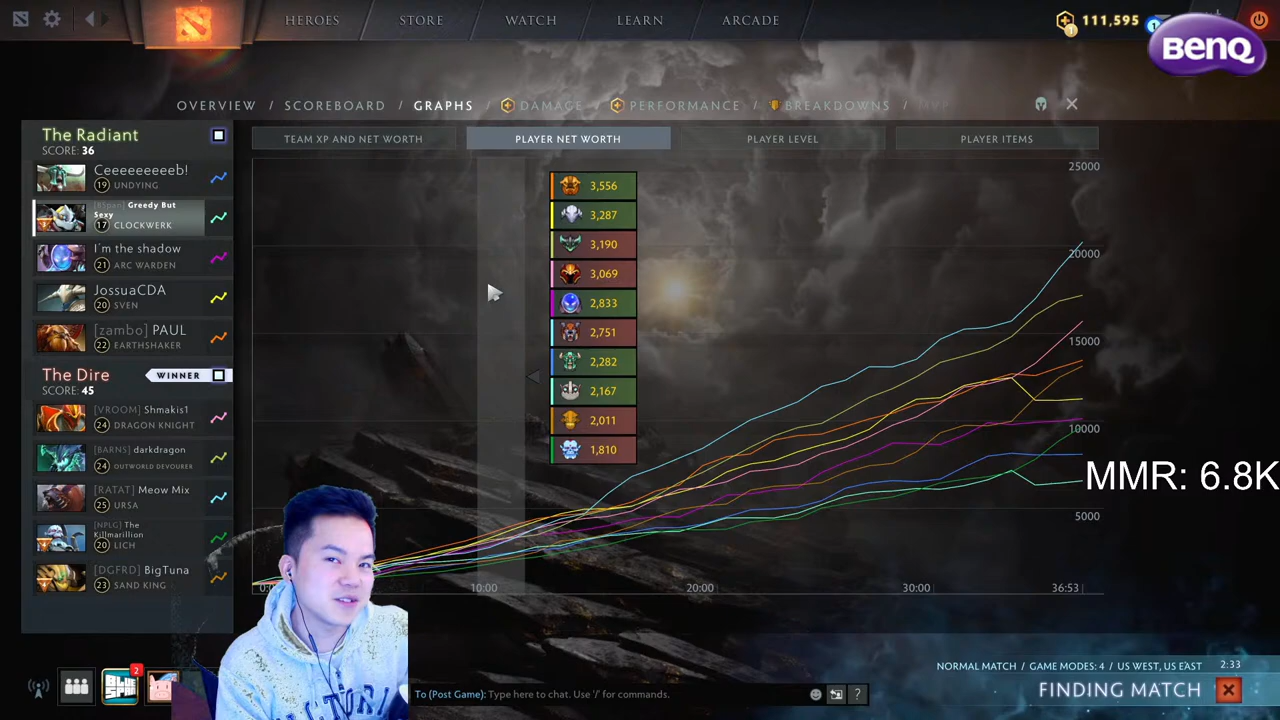 HEROES
STORE
WATCH
LEARN
ARCADE
111,595
1
BenQ
OVERVIEW / SCOREBOARD / GRAPHS / DAMAGE / PERFORMANCE / BREAKDOWNS / MVP
The Radiant
SCORE: 36
Ceeeeeeeeb!
19 UNDYING
[BSpan] Greedy But
Sexy
17 CLOCKWERK
I'm the shadow
21 ARC WARDEN
JossuaCDA
20 SVEN
[zambo] PAUL
22 EARTHSHAKER
The Dire
WINNER
SCORE: 45
[VROOM] Shmakis1
24 DRAGON KNIGHT
[BARNS] darkdragon
24 OUTWORLD DEVOURER
[RATAT] Meow Mix
25 URSA
[NPLG] The
Killmarillion
20 LICH
[DGFRD] BigTuna
23 SAND KING
TEAM XP AND NET WORTH
PLAYER NET WORTH
PLAYER LEVEL
PLAYER ITEMS
3,556
3,287
3,190
3,069
2,833
2,751
2,282
2,167
2,011
1,810
25000
20000
15000
10000
5000
10:00
20:00
30:00
36:53
MMR: 6.8K
2
To (Post Game): Type here to chat. Use '/' for commands.
?
NORMAL MATCH / GAME MODES: 4 / US WEST, US EAST
2:33
FINDING MATCH